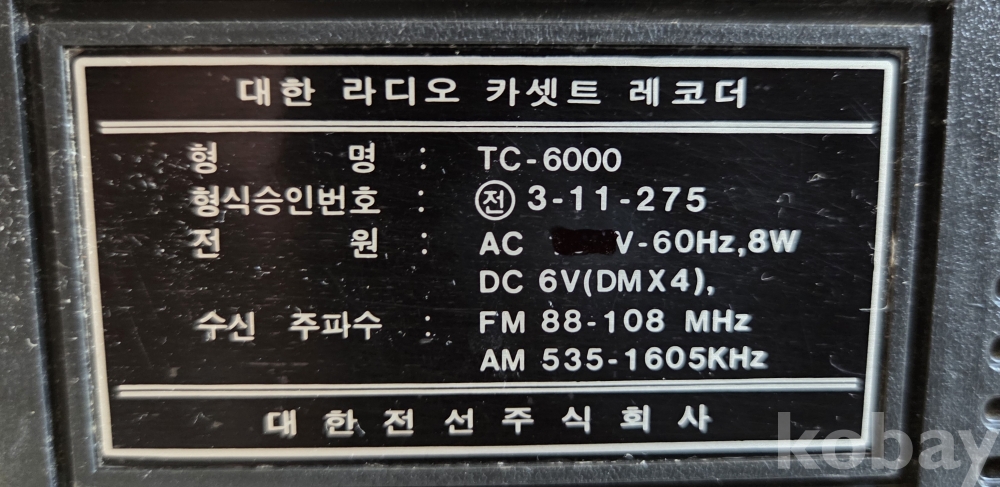 대한 라디오 카셋트 레코더
형 명 : TC-6000
형식승인번호 : ㊉전 3-11-275
전 원 : AC V-60Hz,8W
DC 6V(DMX4),
수신 주파수 : FM 88-108 MHz
AM 535-1605KHz
대한전선주식회사
kobay